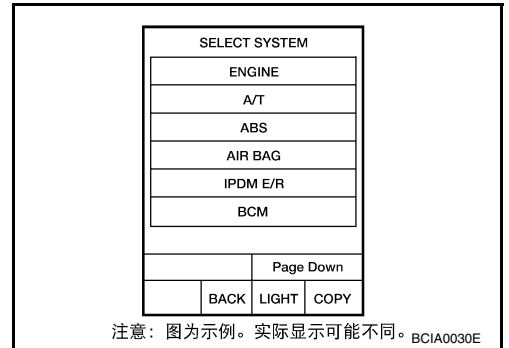 SELECT SYSTEM
ENGINE
A/T
ABS
AIR BAG
IPDM E/R
BCM
Page Down
BACK LIGHT COPY
注意：图为示例。实际显示可能不同。 BCIA0030E